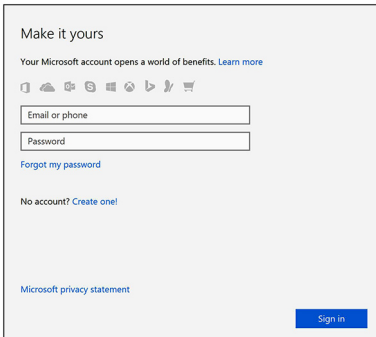 Make it yours
Your Microsoft account opens a world of benefits. Learn more
Email or phone
Password
Forgot my password
No account? Create one!
Microsoft privacy statement
Sign in